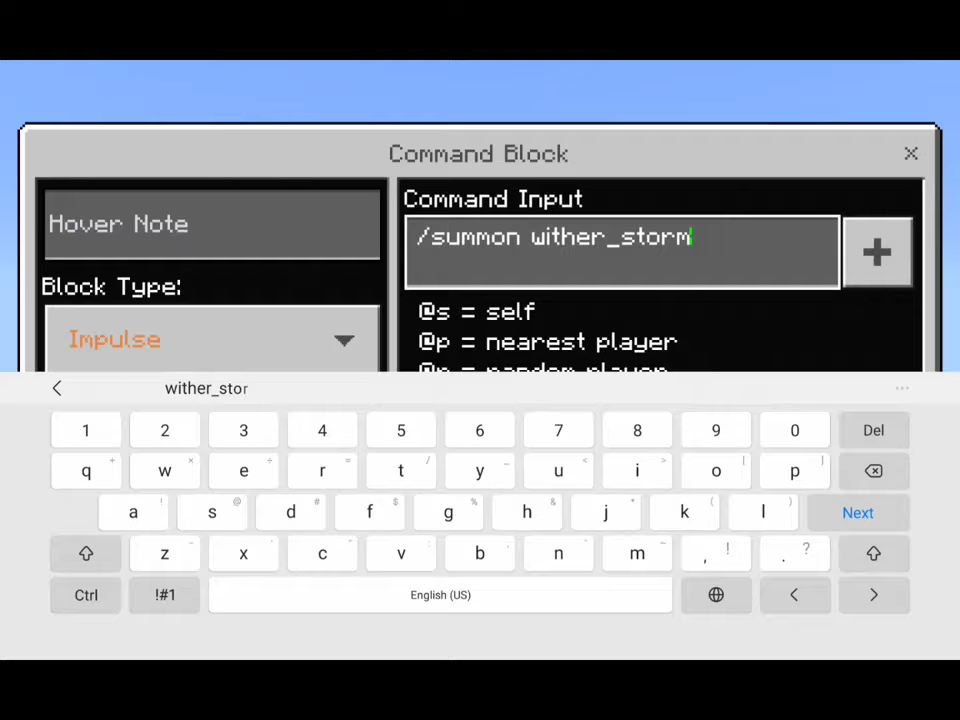 Command Block
Hover Note
Block Type:
Impulse
Command Input
/summon wither_storm
@s = self
@p = nearest player
wither_stor
1 2 3 4 5 6 7 8 9 0 Del
q w e r t y u i o p
a s d f g h j k l Next
z x c v b n m , ! . ?
Ctrl !#1 English (US) < >